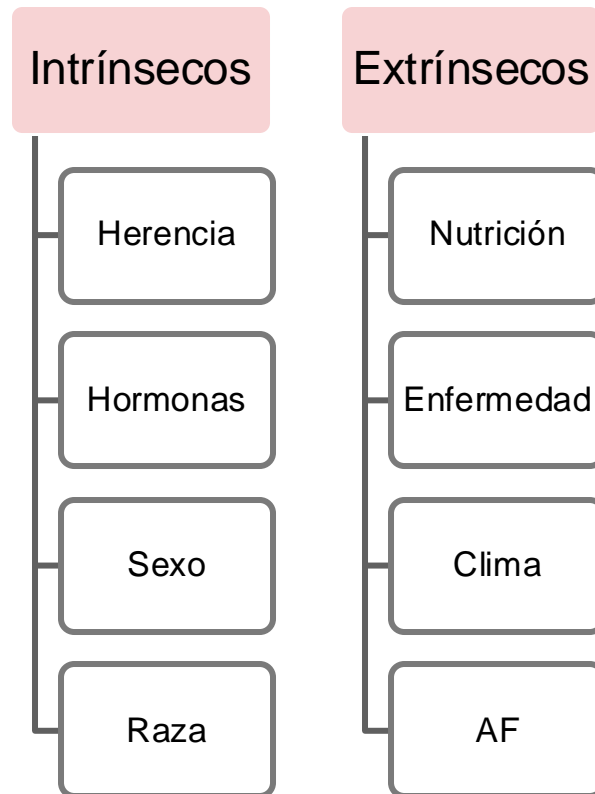 Intrínsecos
Herencia
Hormonas
Sexo
Raza
Extrínsecos
Nutrición
Enfermedad
Clima
AF